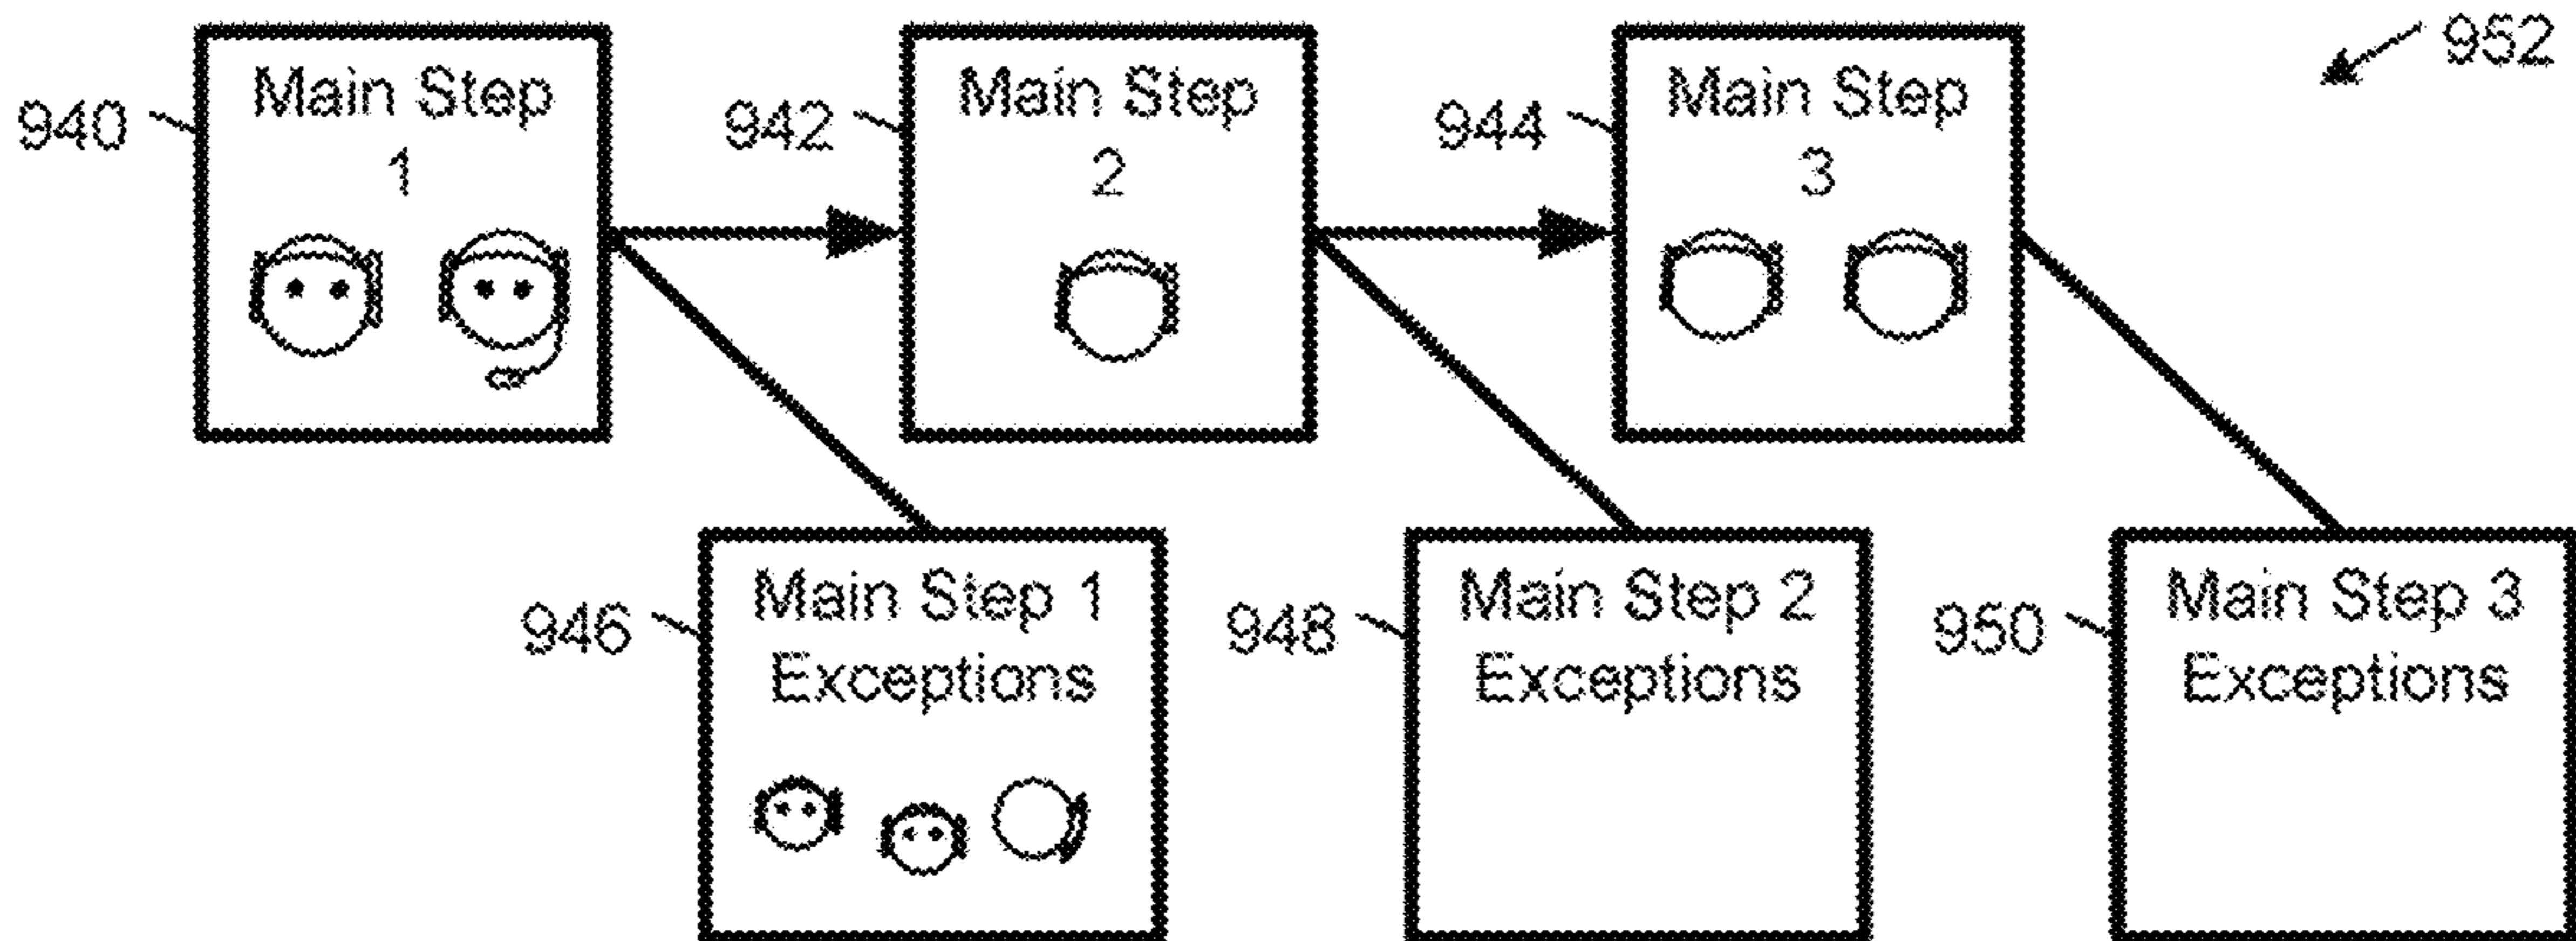 952
940
Main Step
1
942
Main Step
2
944
Main Step
3
946
Main Step 1
Exceptions
948
Main Step 2
Exceptions
950
Main Step 3
Exceptions